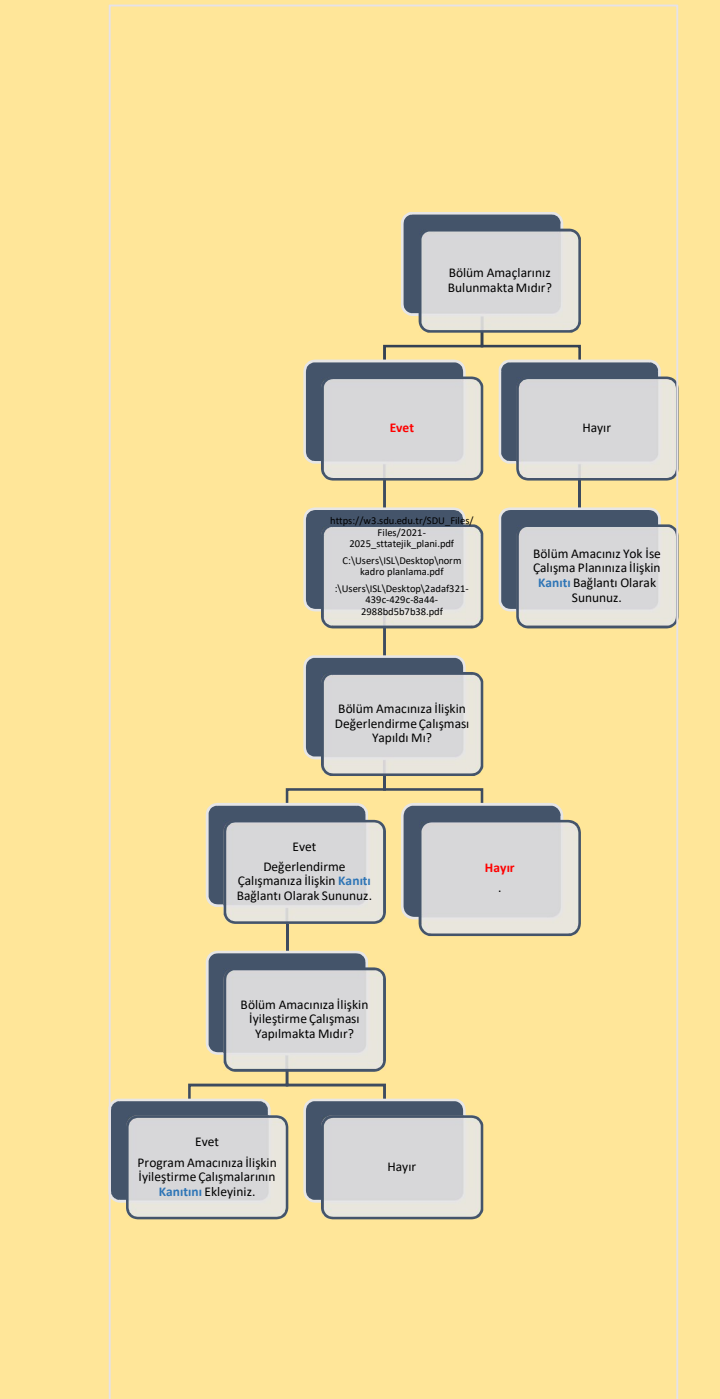 Bölüm Amaçlarınız
Bulunmakta Mıdır?
Evet
Hayır
https://w3.sdu.edu.tr/SDU_Files/
Files/2021-
2025_sttatejik_plani.pdf
C:\Users\ISL\Desktop\norm
kadro planlama.pdf
:\Users\ISL\Desktop\2adaf321-
439c-429c-8a44-
2988bd5b7b38.pdf
Bölüm Amacınız Yok İse
Çalışma Planınıza İlişkin
Kanıtı Bağlantı Olarak
Sununuz.
Bölüm Amacınıza İlişkin
Değerlendirme Çalışması
Yapıldı Mı?
Evet
Değerlendirme
Çalışmanıza İlişkin Kanıtı
Bağlantı Olarak Sununuz.
Hayır
.
Bölüm Amacınıza İlişkin
İyileştirme Çalışması
Yapılmakta Mıdır?
Evet
Program Amacınıza İlişkin
İyileştirme Çalışmalarının
Kanıtını Ekleyiniz.
Hayır